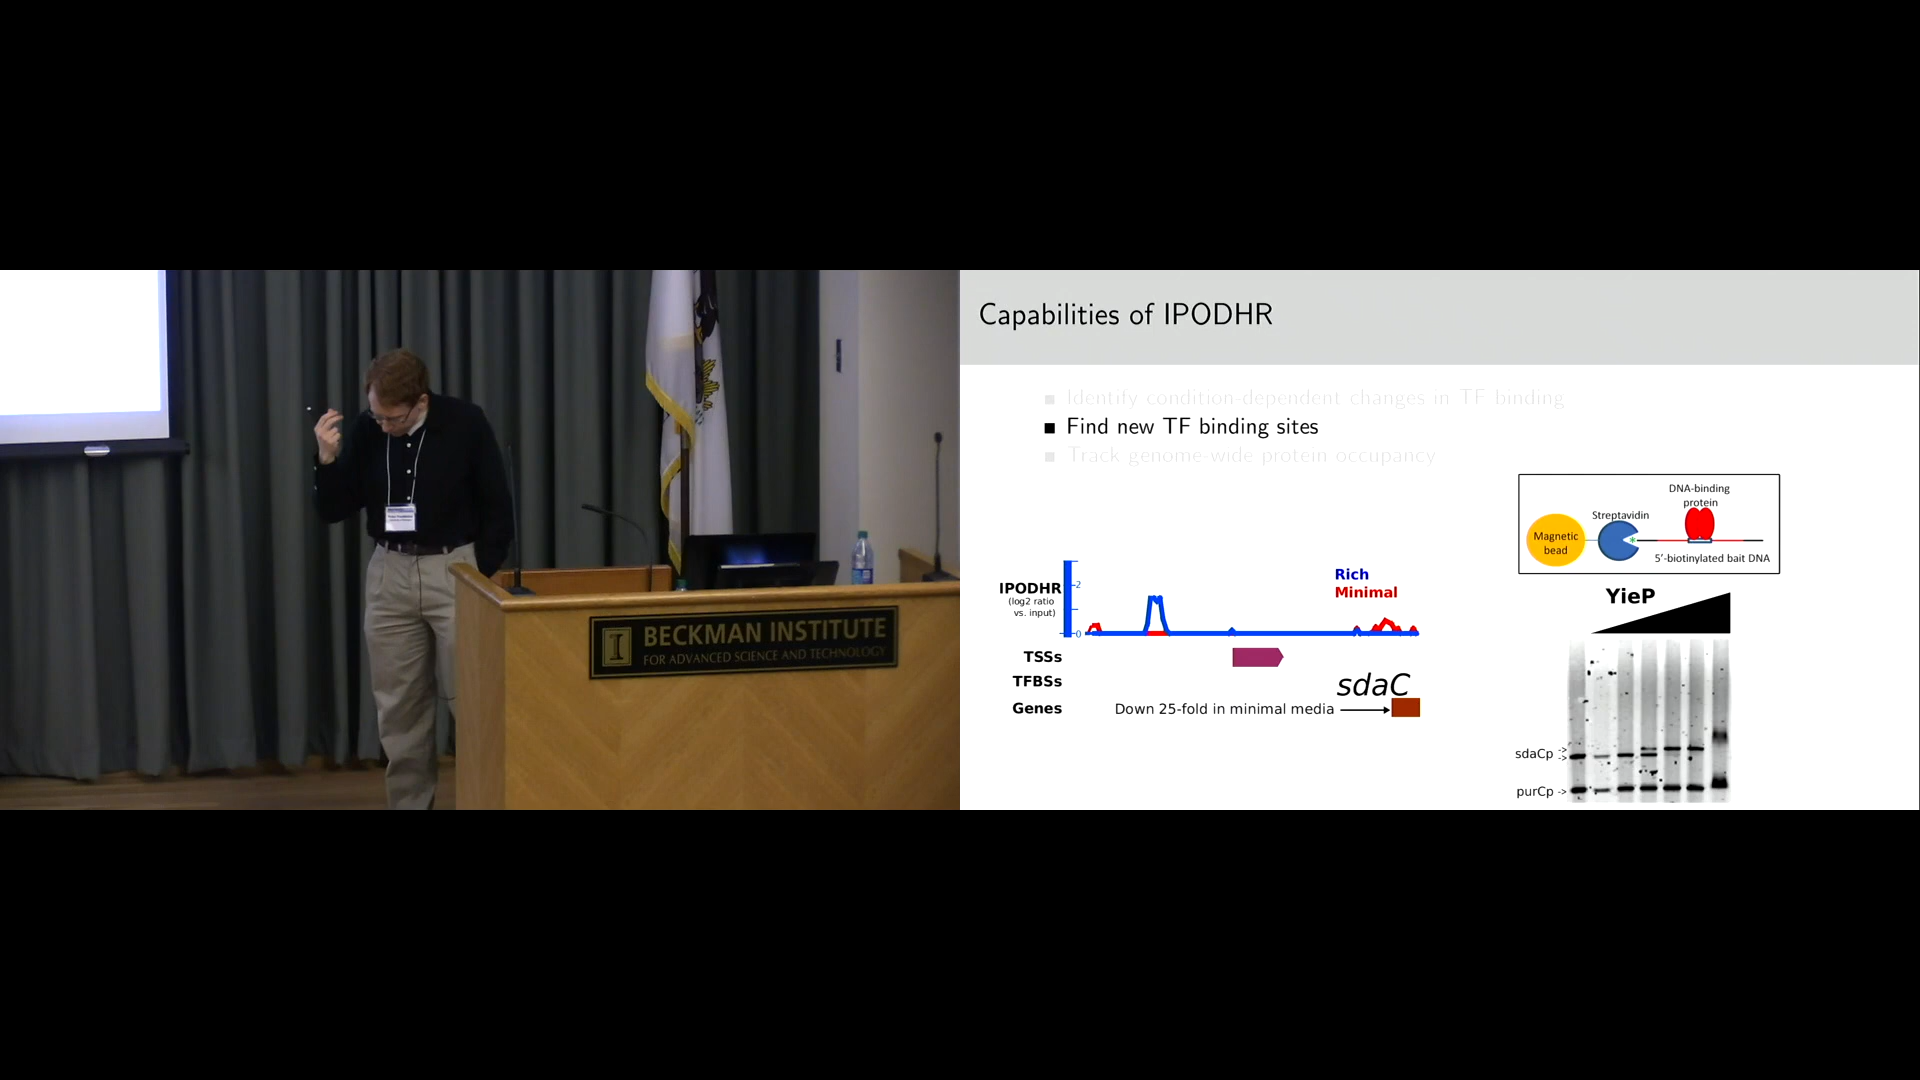 BECKMAN INSTITUTE
FOR ADVANCED SCIENCE AND TECHNOLOGY
I
Capabilities of IPODHR
Identify condition-dependent changes in TF binding
Find new TF binding sites
Track genome-wide protein occupancy
DNA-binding
protein
Streptavidin
Magnetic
bead
*
5'-biotinylated bait DNA
IPODHR
(log2 ratio
vs. input)
2
0
Rich
Minimal
TSSs
TFBSs
Genes
sdaC
Down 25-fold in minimal media
YieP
sdaCp ->
->
purCp ->